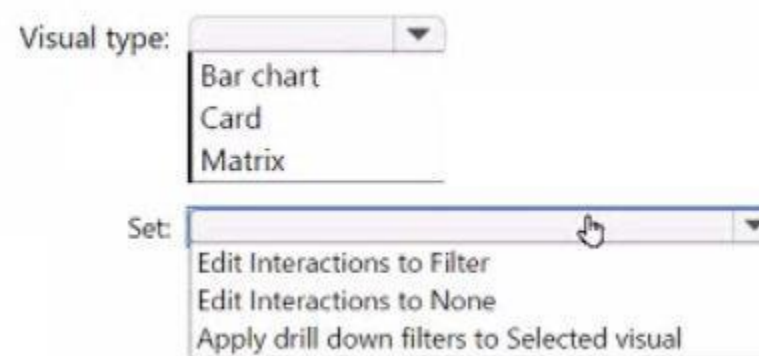 Visual type:
Bar chart
Card
Matrix
Set:
Edit Interactions to Filter
Edit Interactions to None
Apply drill down filters to Selected visual